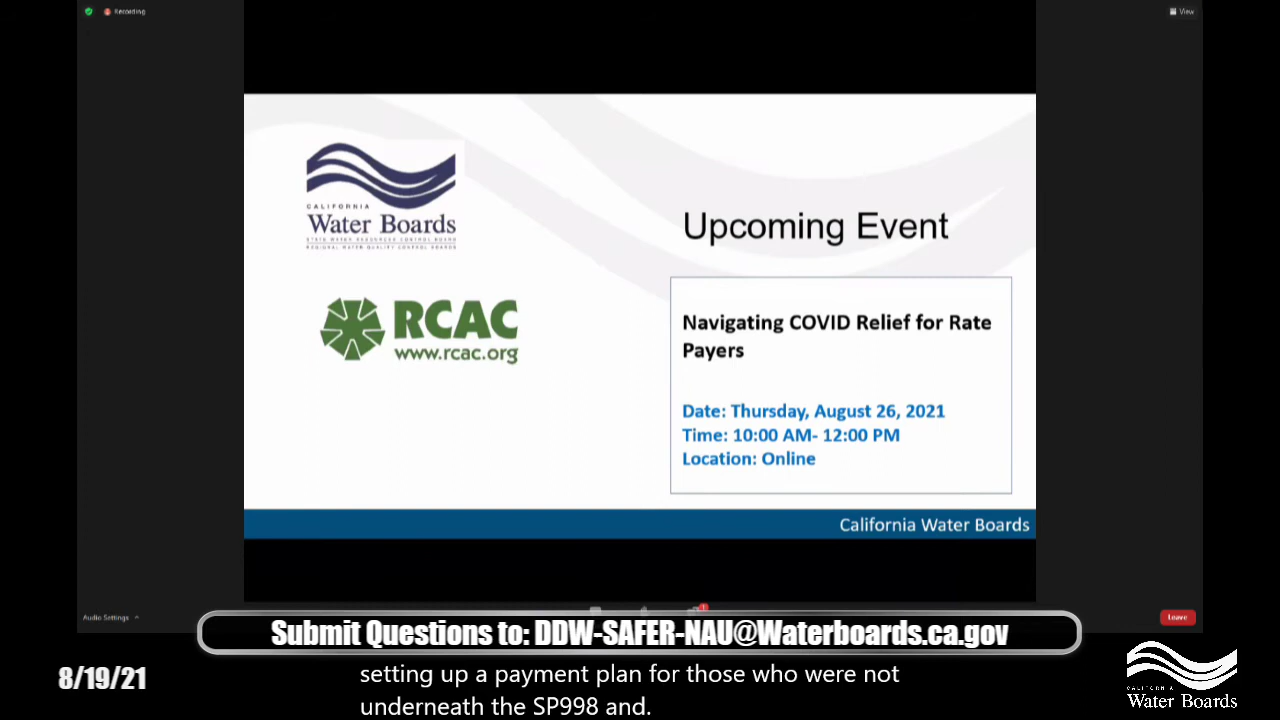 Recording
View
CALIFORNIA
Water Boards
STATE WATER RESOURCES CONTROL BOARD
REGIONAL WATER QUALITY CONTROL BOARDS
RCAC
www.rcac.org
Upcoming Event
Navigating COVID Relief for Rate
Payers
Date: Thursday, August 26, 2021
Time: 10:00 AM- 12:00 PM
Location: Online
California Water Boards
Audio Settings
1
Leave
Submit Questions to: DDW-SAFER-NAU@Waterboards.ca.gov
8/19/21
setting up a payment plan for those who were not
underneath the SP998 and.
CALIFORNIA
Water Boards